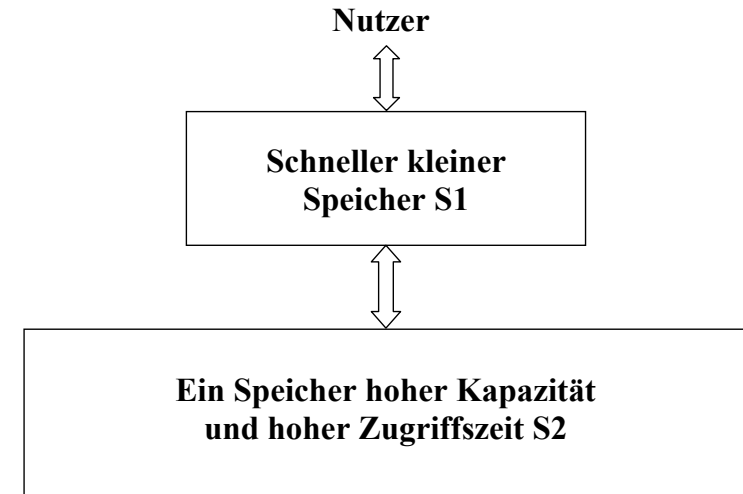 Nutzer
Schneller kleiner
Speicher S1
Ein Speicher hoher Kapazität
und hoher Zugriffszeit S2